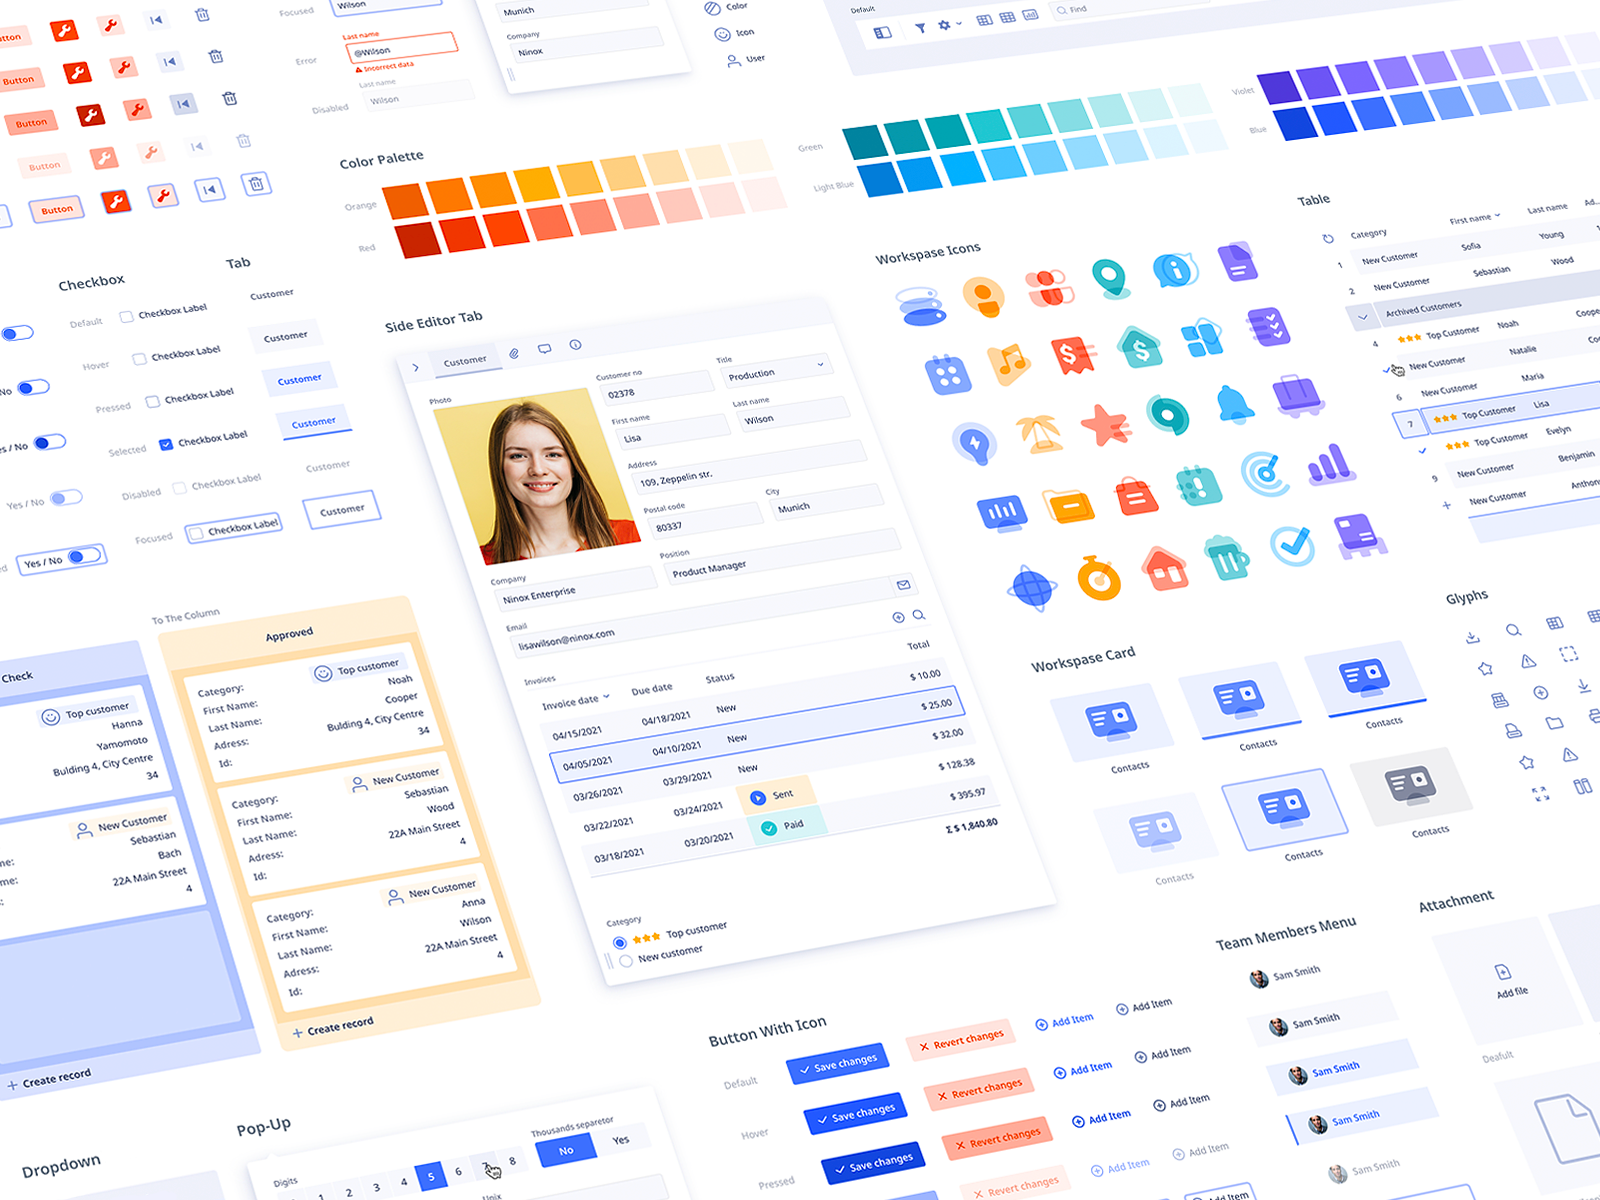 Button
Button
Button
Button
Button
Focused
Wilson
Error
Last name
@Wilson
Incorrect data
Last name
Disabled
Wilson
Munich
Company
Ninox
Color
Icon
User
Default
Find
Color Palette
Orange
Red
Green
Light Blue
Violet
Blue
Checkbox
Default
Checkbox Label
Hover
Checkbox Label
Pressed
Checkbox Label
Selected
Checkbox Label
Disabled
Checkbox Label
Focused
Checkbox Label
No
Yes / No
Yes / No
Tab
Customer
Customer
Customer
Customer
Customer
Customer
Side Editor Tab
Customer
Photo
Customer no
02378
Title
Production
First name
Lisa
Last name
Wilson
Address
109, Zeppelin str.
Postal code
80337
City
Munich
Company
Ninox Enterprise
Position
Product Manager
Email
lisawilson@ninox.com
Invoices
Invoice date
Due date
Status
Total
04/15/2021
04/18/2021
New
$ 10.00
04/05/2021
04/10/2021
New
$ 25.00
03/26/2021
03/29/2021
New
$ 32.00
03/22/2021
03/24/2021
Sent
$ 128.38
03/18/2021
03/20/2021
Paid
$ 395.97
Σ $ 1,840.80
Category
Top customer
New customer
Workspase Icons
Table
Category
First name
Last name
Ad...
1
New Customer
Sofia
Young
2
New Customer
Sebastian
Wood
Archived Customers
4
Top Customer
Noah
New Customer
Natalie
6
New Customer
Maria
7
Top Customer
Lisa
Top Customer
Evelyn
9
New Customer
Benjamin
New Customer
Workspase Card
Contacts
Contacts
Contacts
Contacts
Contacts
Contacts
Glyphs
Check
Top customer
Hanna
Yamomoto
Bulding 4, City Centre
34
New Customer
Sebastian
Bach
22A Main Street
4
Create record
To The Column
Approved
Category:
Top customer
First Name:
Noah
Last Name:
Cooper
Adress:
Bulding 4, City Centre
Id:
34
Category:
New Customer
First Name:
Sebastian
Last Name:
Wood
Adress:
22A Main Street
Id:
4
Category:
New Customer
First Name:
Anna
Last Name:
Wilson
Adress:
22A Main Street
Id:
4
Create record
Dropdown
Pop-Up
Digits
1 2 3 4 5 6 7 8
Thousands separetor
No
Yes
Unix
Button With Icon
Default
Save changes
Revert changes
Add Item
Add Item
Hover
Save changes
Revert changes
Add Item
Add Item
Pressed
Save changes
Revert changes
Add Item
Add Item
Revert changes
Add Item
Add Item
Add Item
Team Members Menu
Sam Smith
Sam Smith
Sam Smith
Sam Smith
Sam Smith
Attachment
Add file
Deafult